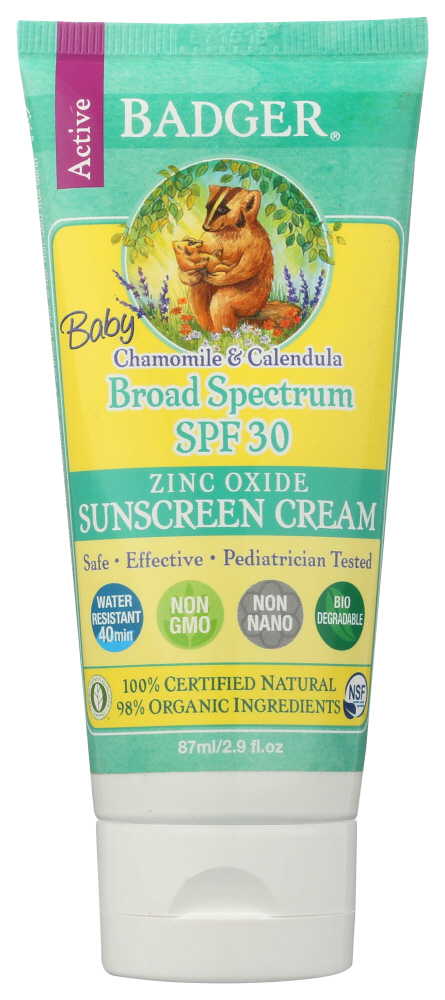 Active
BADGER®
Baby
Chamomile & Calendula
Broad Spectrum
SPF 30
ZINC OXIDE
SUNSCREEN CREAM
Safe • Effective • Pediatrician Tested
WATER
RESISTANT
40min
NON
GMO
NON
NANO
BIO
DEGRADABLE
100% CERTIFIED NATURAL
98% ORGANIC INGREDIENTS
NSF
87ml/2.9 fl.oz